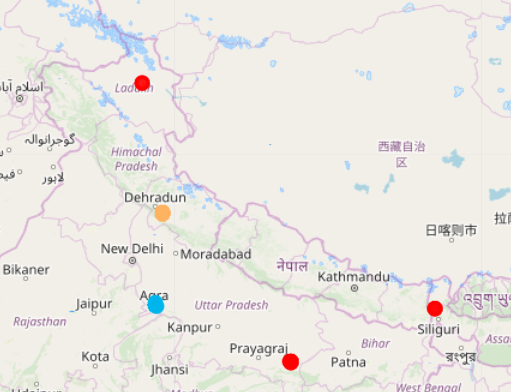 Ladakh
اسلام آباد
گوجرانوالہ
Himachal
Pradesh
لاہور
西藏自治
区
Dehradun
日喀则市
New Delhi
Moradabad
नेपाल
Kathmandu
Bikaner
Agra
Uttar Pradesh
Jaipur
Rajasthan
Kanpur
Siliguri
Prayagraj
Bihar
Kota
Jhansi
Patna
রংপুর
West Bengal